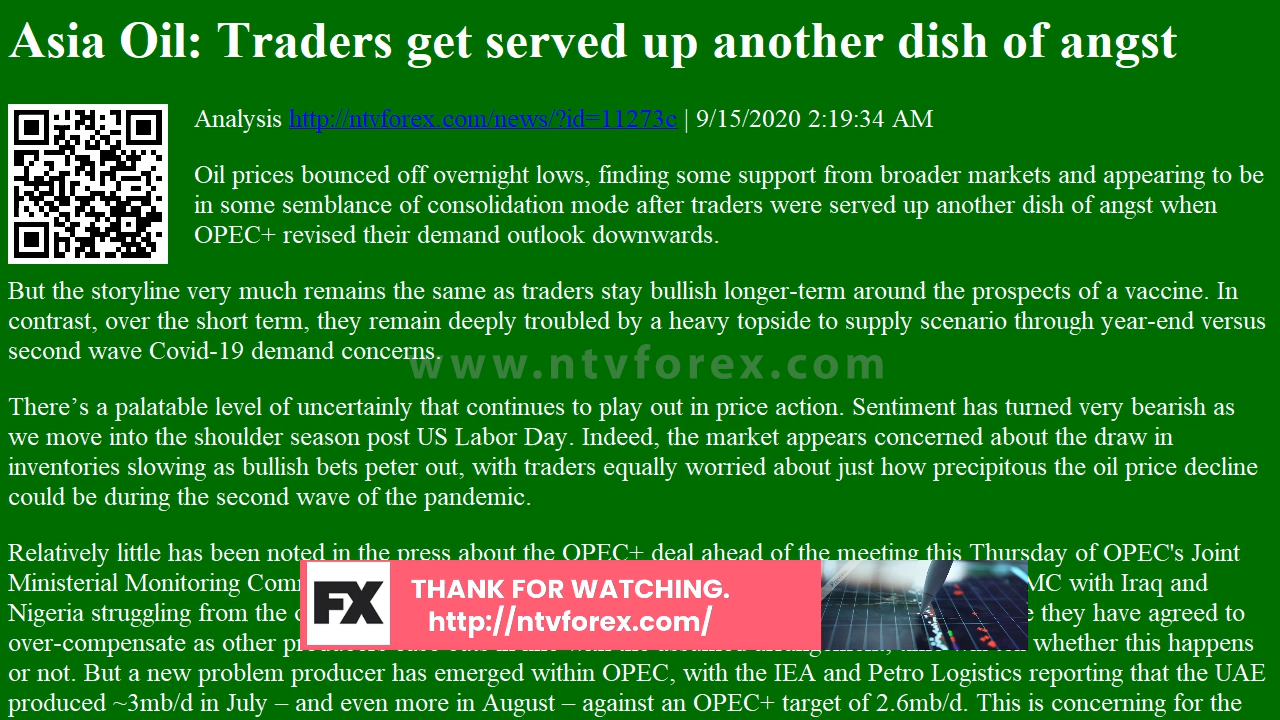 Asia Oil: Traders get served up another dish of angst
Analysis http://ntvforex.com/news/?id=11273c | 9/15/2020 2:19:34 AM
Oil prices bounced off overnight lows, finding some support from broader markets and appearing to be
in some semblance of consolidation mode after traders were served up another dish of angst when
OPEC+ revised their demand outlook downwards.
But the storyline very much remains the same as traders stay bullish longer-term around the prospects of a vaccine. In
contrast, over the short term, they remain deeply troubled by a heavy topside to supply scenario through year-end versus
second wave Covid-19 demand concerns.
www.ntvforex.com
There’s a palatable level of uncertainly that continues to play out in price action. Sentiment has turned very bearish as
we move into the shoulder season post US Labor Day. Indeed, the market appears concerned about the draw in
inventories slowing as bullish bets peter out, with traders equally worried about just how precipitous the oil price decline
could be during the second wave of the pandemic.
Relatively little has been noted in the press about the OPEC+ deal ahead of the meeting this Thursday of OPEC's Joint
Ministerial Monitoring with Iraq and
Nigeria struggling from the they have agreed to
over-compensate as other whether this happens
or not. But a new problem producer has emerged within OPEC, with the IEA and Petro Logistics reporting that the UAE
produced ~3mb/d in July – and even more in August – against an OPEC+ target of 2.6mb/d. This is concerning for the
FX
THANK FOR WATCHING.
http://ntvforex.com/